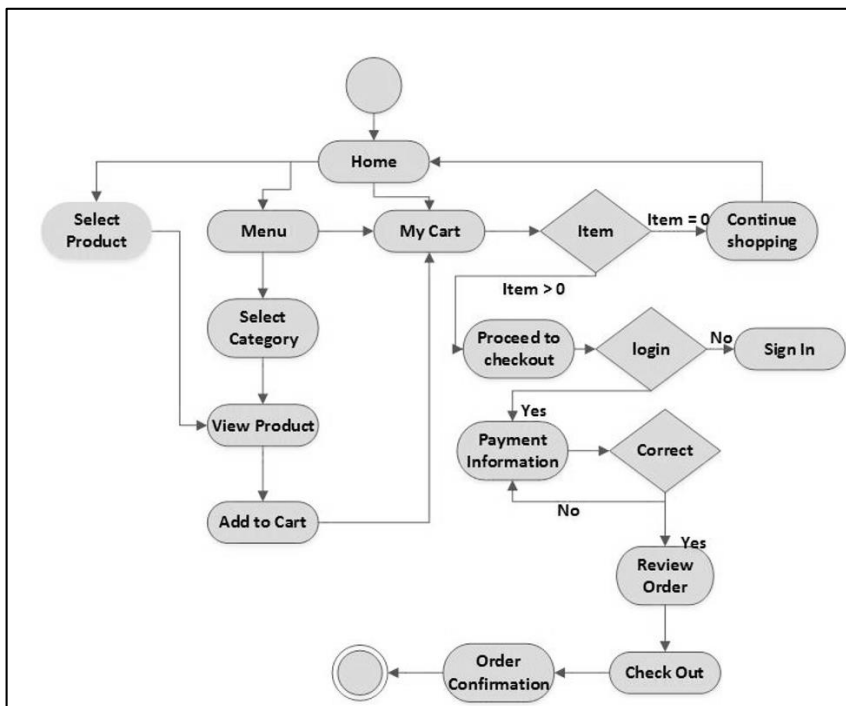 Home
Select
Product
Menu
My Cart
Item
Item = 0
Continue
shopping
Item > 0
Select
Category
Proceed to
checkout
login
No
Sign In
View Product
Yes
Payment
Information
Correct
Add to Cart
No
Yes
Review
Order
Order
Confirmation
Check Out